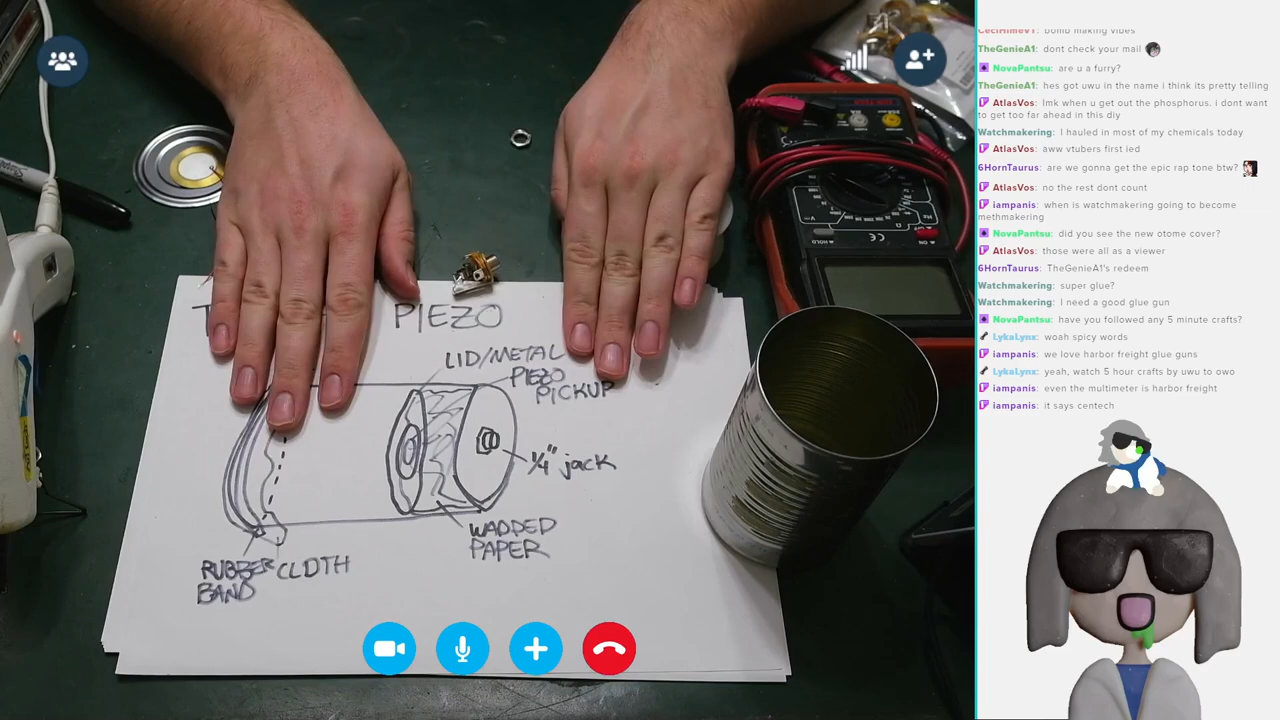 PIEZO
LID/METAL
PIEZO
PICKUP
1/4" jack
WADDED
PAPER
RUBBER
BAND
CLOTH
HOLD
CeciHimeVT: bomb making vibes
TheGenieA1: dont check your mail
NovaPantsu: are u a furry?
TheGenieA1: hes got uwu in the name i think its pretty telling
AtlasVos: lmk when u get out the phosphorus. i dont want
to get too far ahead in this diy
Watchmakering: I hauled in most of my chemicals today
AtlasVos: aww vtubers first ied
6HornTaurus: are we gonna get the epic rap tone btw?
AtlasVos: no the rest dont count
iampanis: when is watchmakering going to become
methmakering
NovaPantsu: did you see the new otome cover?
AtlasVos: those were all as a viewer
6HornTaurus: TheGenieA1's redeem
Watchmakering: super glue?
Watchmakering: I need a good glue gun
NovaPantsu: have you followed any 5 minute crafts?
LykaLynx: woah spicy words
iampanis: we love harbor freight glue guns
LykaLynx: yeah, watch 5 hour crafts by uwu to owo
iampanis: even the multimeter is harbor freight
iampanis: it says centech